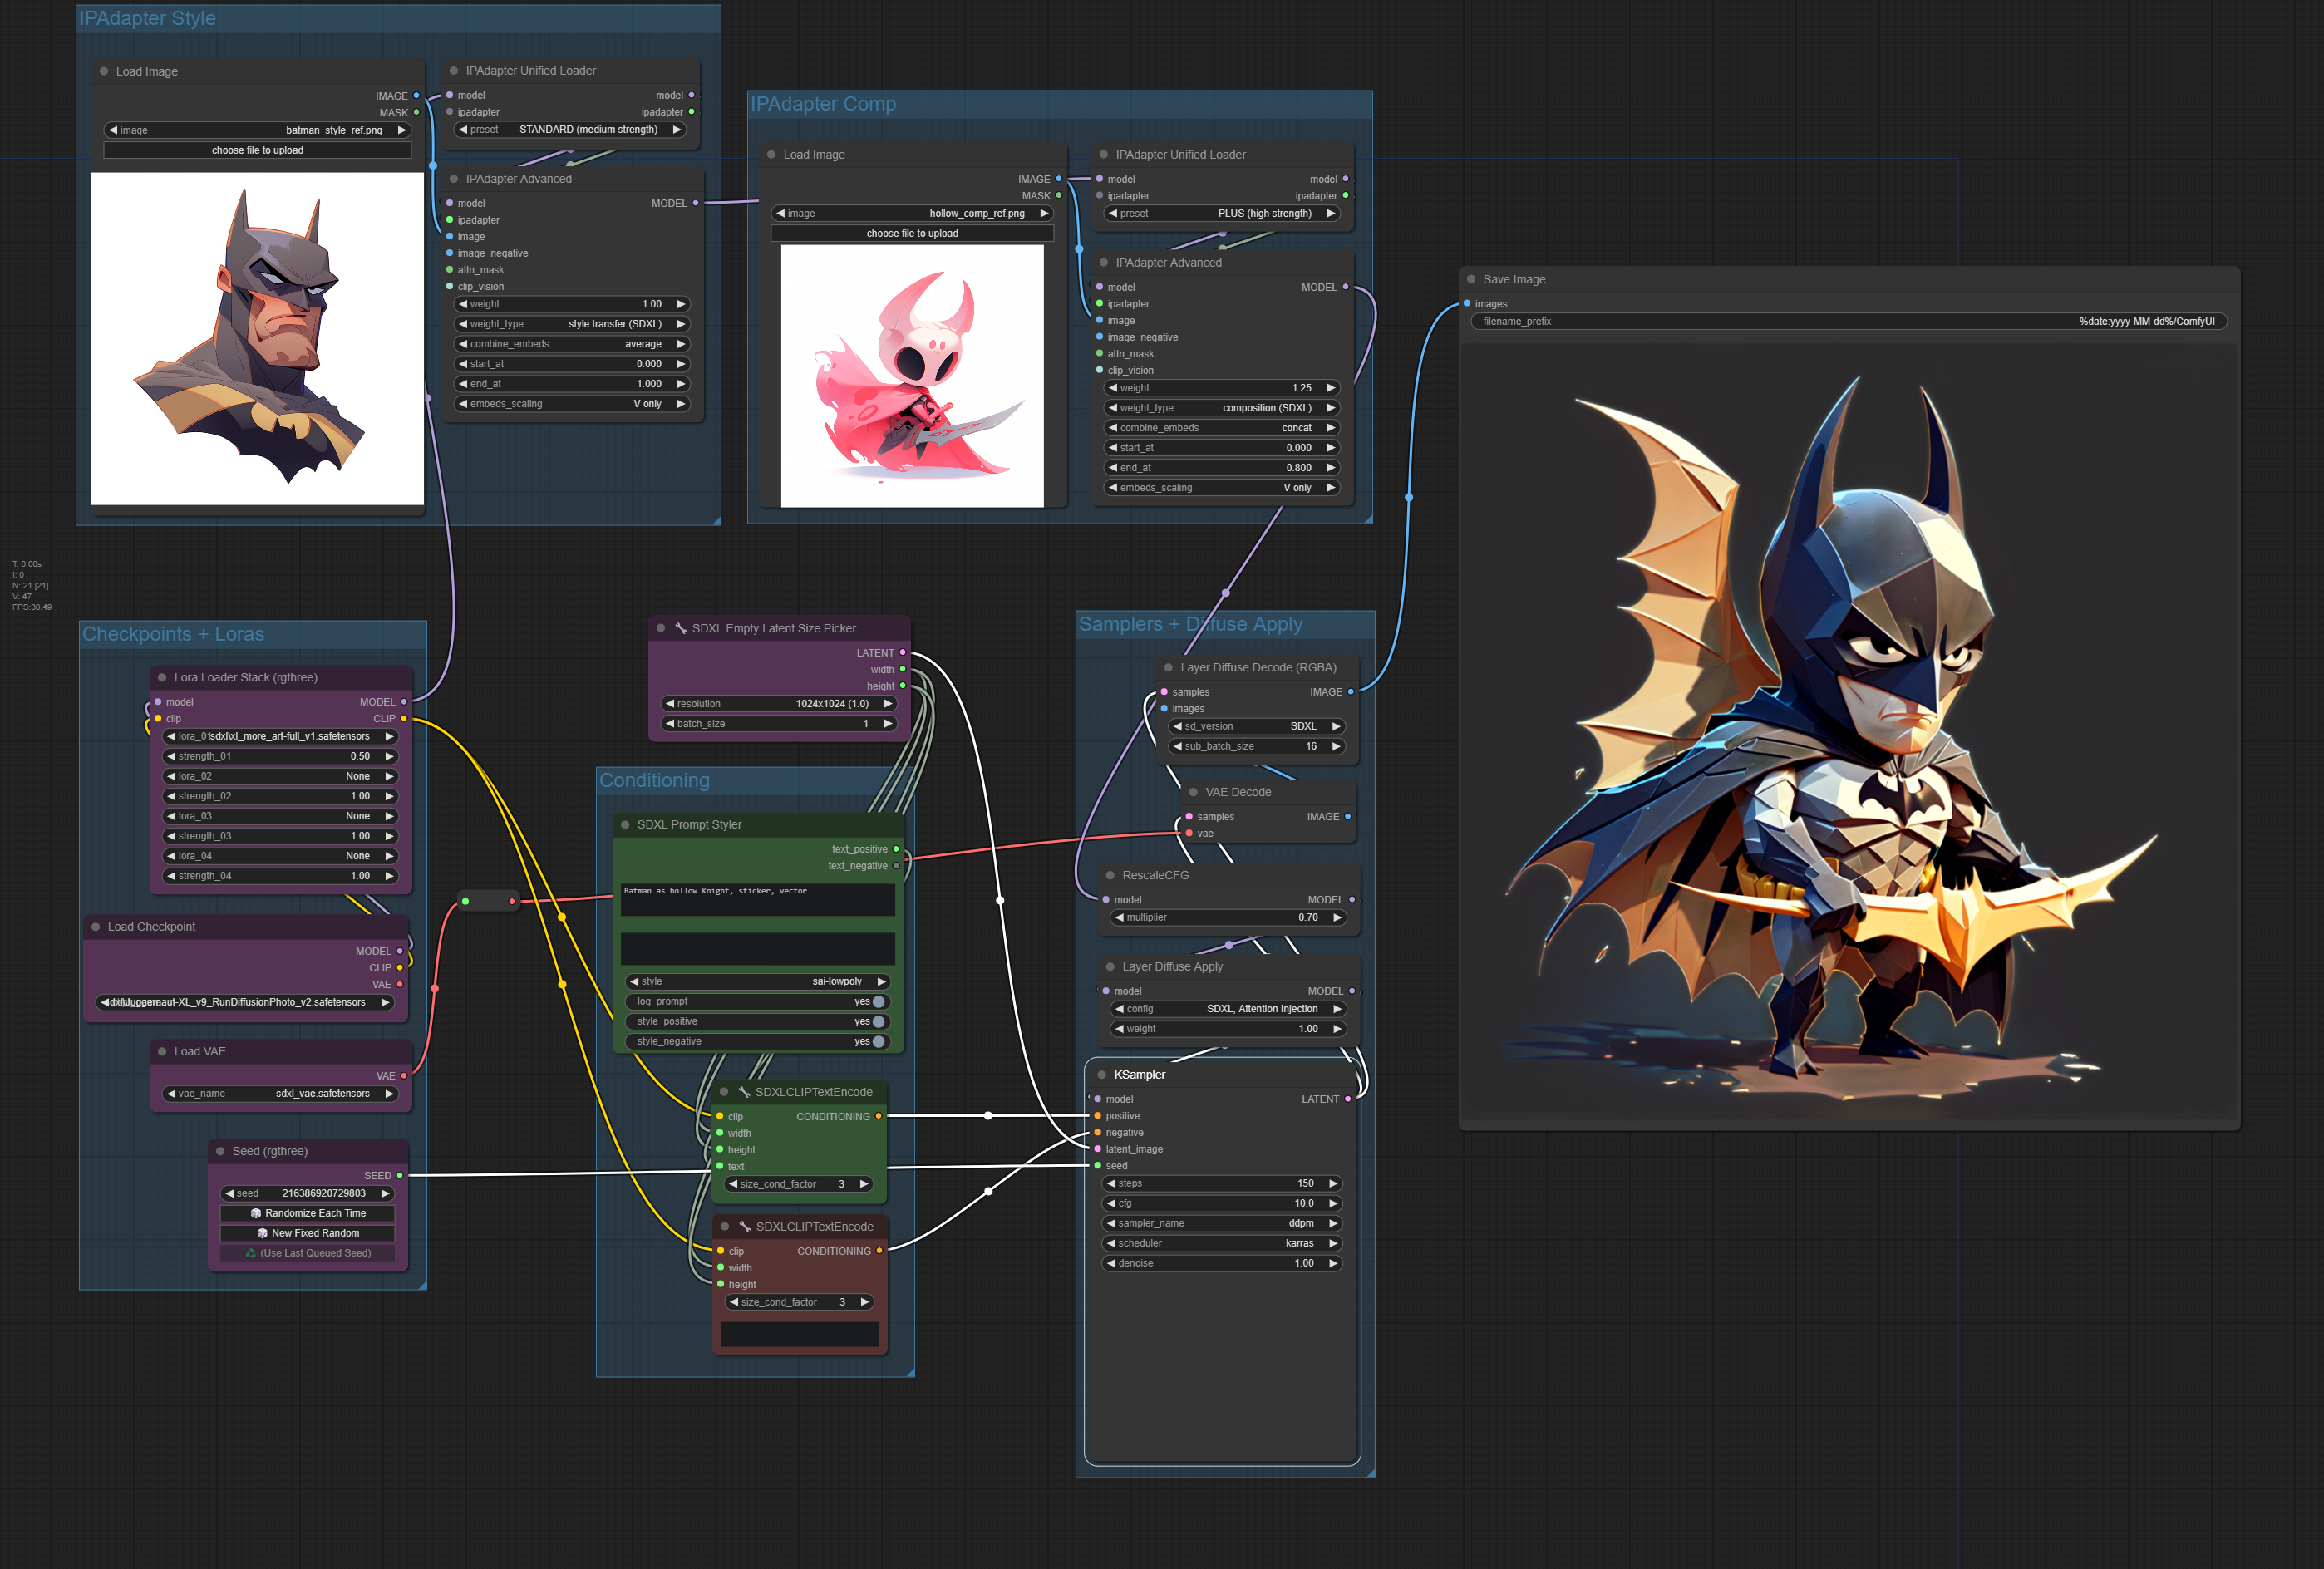 IPAdapter Style
Load Image
IMAGE
MASK
image batman_style_ref.png
choose file to upload
IPAdapter Unified Loader
model model
ipadapter ipadapter
preset STANDARD (medium strength)
IPAdapter Advanced
model MODEL
ipadapter
image
image_negative
attn_mask
clip_vision
weight 1.00
weight_type style transfer (SDXL)
combine_embeds average
start_at 0.000
end_at 1.000
embeds_scaling V only
IPAdapter Comp
Load Image
IMAGE
MASK
image hollow_comp_ref.png
choose file to upload
IPAdapter Unified Loader
model model
ipadapter ipadapter
preset PLUS (high strength)
IPAdapter Advanced
model MODEL
ipadapter
image
image_negative
attn_mask
clip_vision
weight 1.25
weight_type composition (SDXL)
combine_embeds concat
start_at 0.000
end_at 0.800
embeds_scaling V only
Save Image
images
filename_prefix %date:yyyy-MM-dd%/ComfyUI
T: 0.00s
I: 0
N: 21 [21]
V: 47
FPS:30.49
Checkpoints + Loras
Lora Loader Stack (rgthree)
model MODEL
clip CLIP
sdxl\xl_more_art-full_v1.safetensors
strength_01 0.50
lora_02 None
strength_02 1.00
lora_03 None
strength_03 1.00
lora_04 None
strength_04 1.00
Load Checkpoint
MODEL
CLIP
VAE
Juggernaut-XL_v9_RunDiffusionPhoto_v2.safetensors
Load VAE
VAE
vae_name sdxl_vae.safetensors
Seed (rgthree)
SEED
seed 216386920729803
Randomize Each Time
New Fixed Random
(Use Last Queued Seed)
SDXL Empty Latent Size Picker
LATENT
width
height
resolution 1024x1024 (1.0)
batch_size 1
Conditioning
SDXL Prompt Styler
text_positive
text_negative
Batman as hollow Knight, sticker, vector
style sai-lowpoly
log_prompt yes
style_positive yes
style_negative yes
SDXLCLIPTextEncode
clip CONDITIONING
width
height
text
size_cond_factor 3
SDXLCLIPTextEncode
clip CONDITIONING
width
height
size_cond_factor 3
Samplers + Diffuse Apply
Layer Diffuse Decode (RGBA)
samples IMAGE
images
sd_version SDXL
sub_batch_size 16
VAE Decode
samples IMAGE
vae
RescaleCFG
model MODEL
multiplier 0.70
Layer Diffuse Apply
model MODEL
config SDXL, Attention Injection
weight 1.00
KSampler
model LATENT
positive
negative
latent_image
seed
steps 150
cfg 10.0
sampler_name ddpm
scheduler karras
denoise 1.00